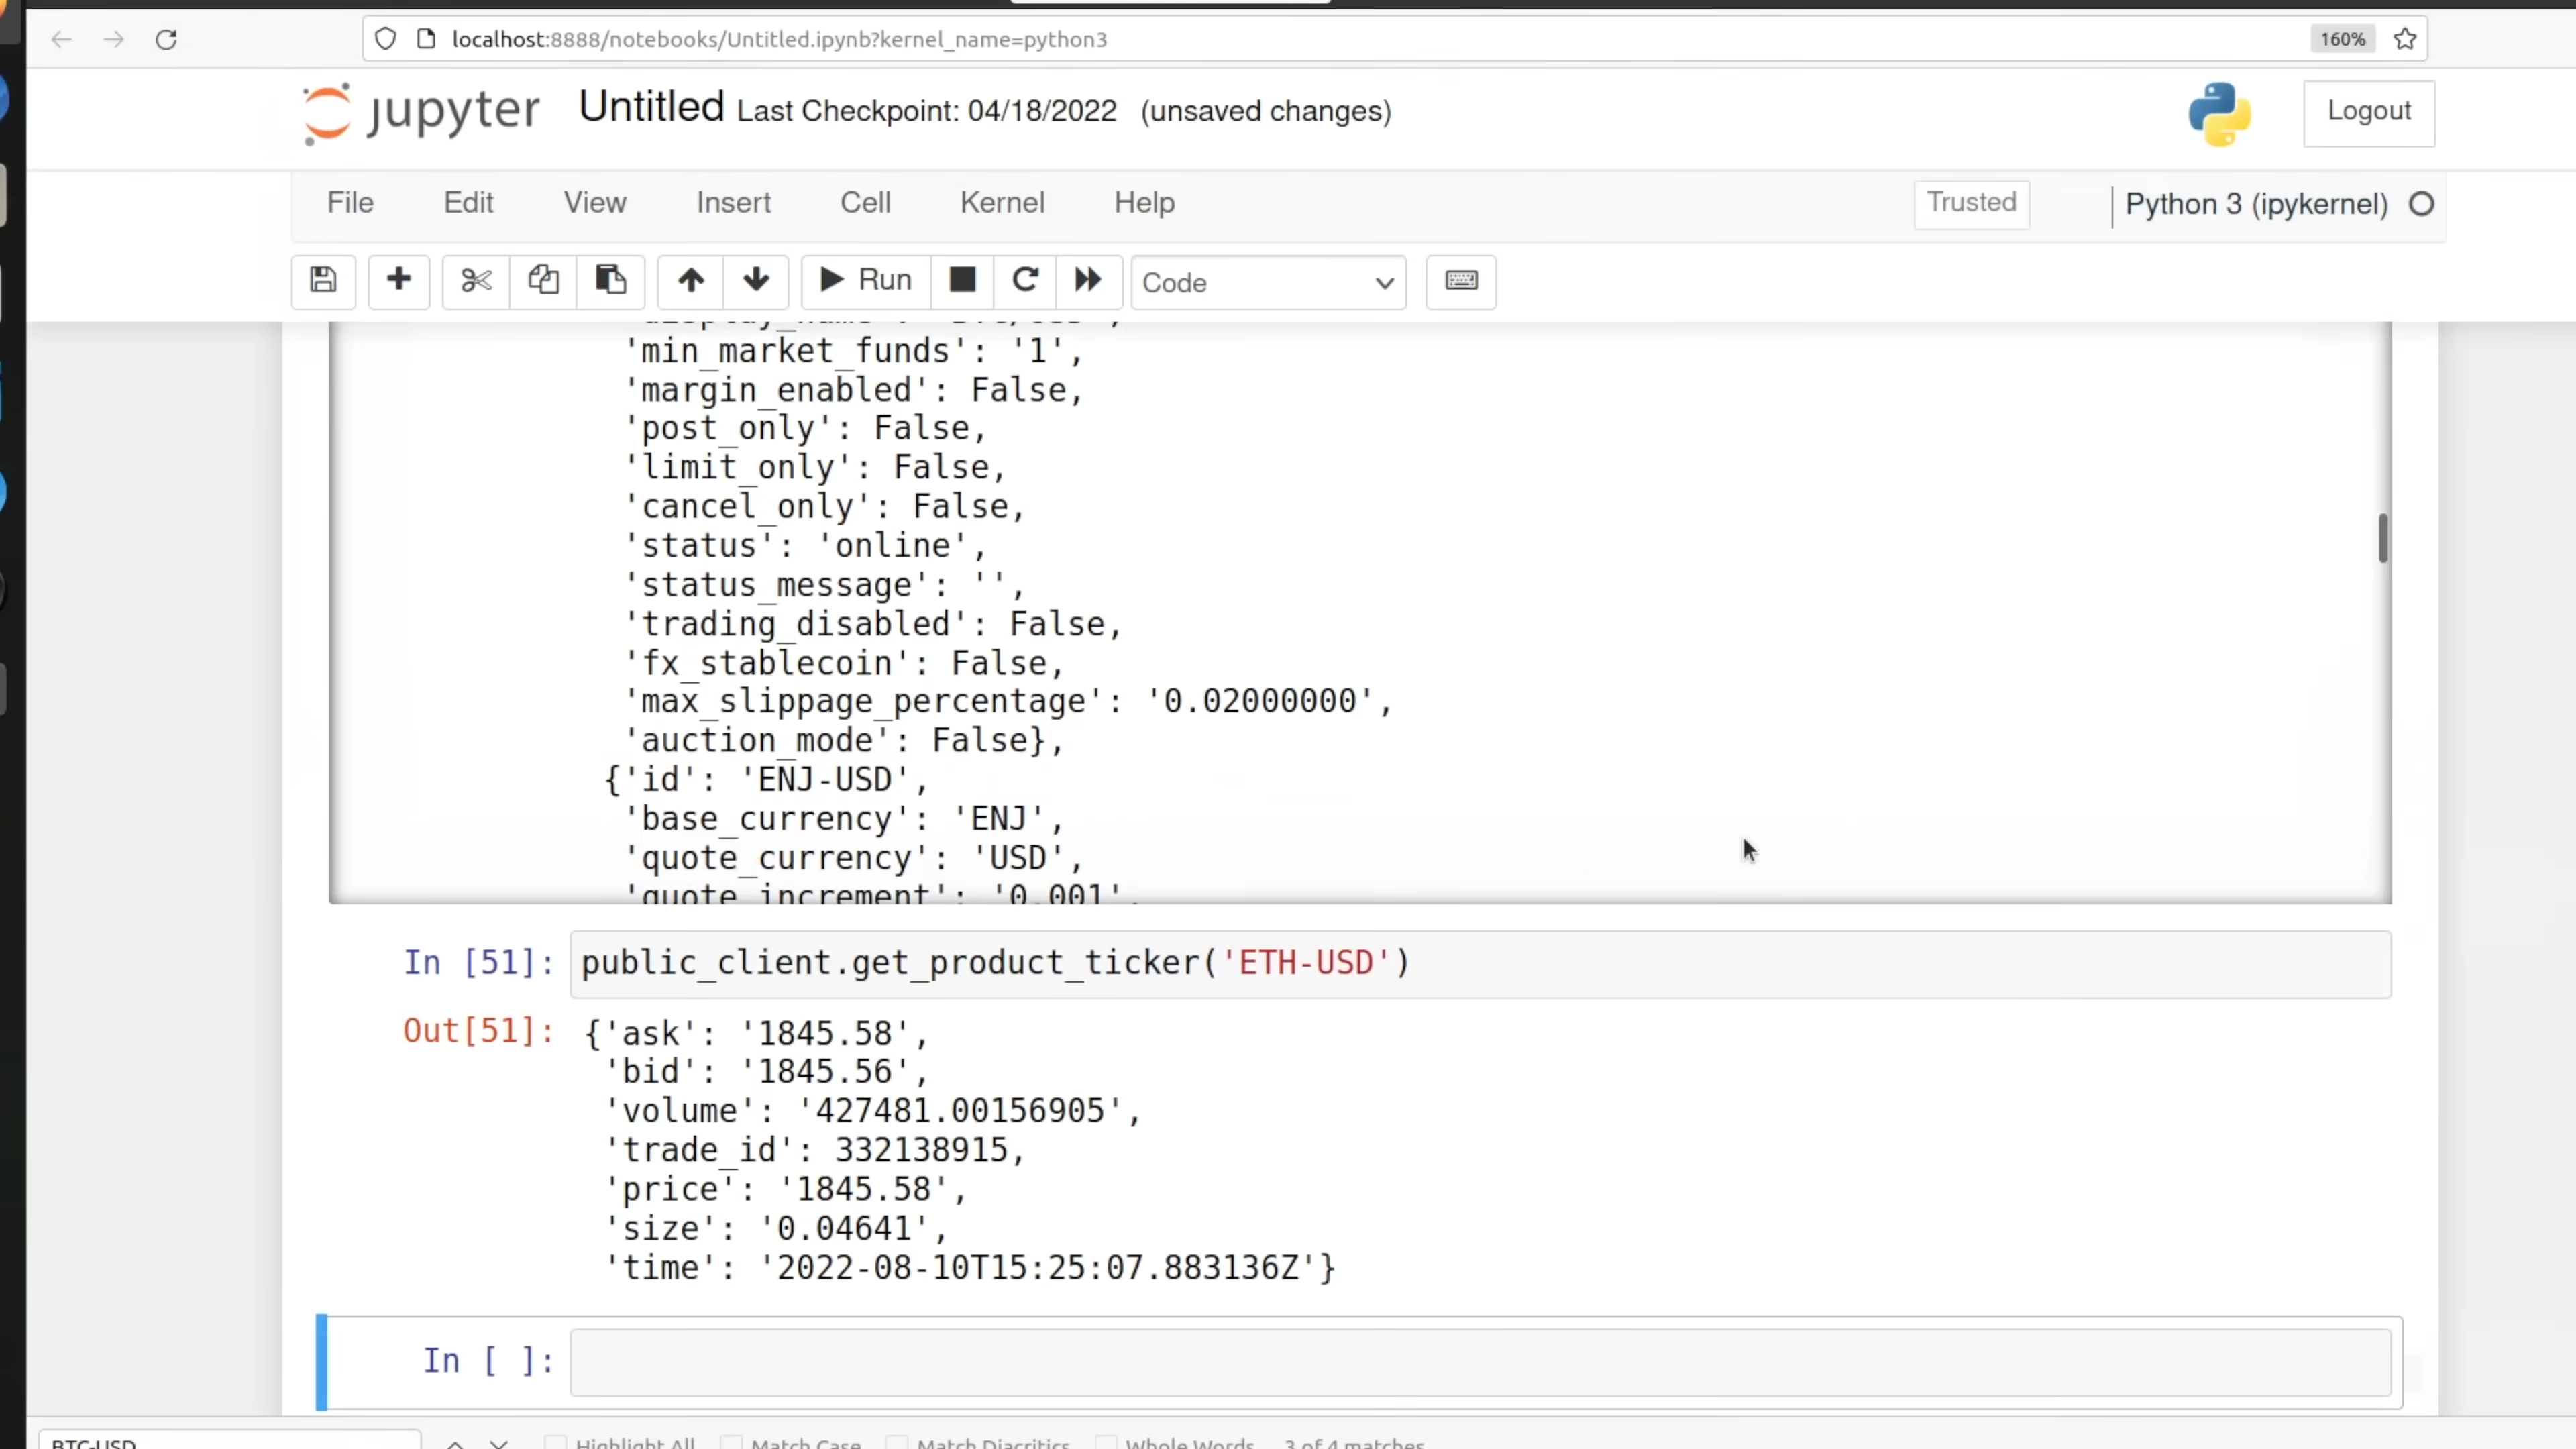 localhost:8888/notebooks/Untitled.ipynb?kernel_name=python3
160%
jupyter
Untitled Last Checkpoint: 04/18/2022 (unsaved changes)
Logout
File Edit View Insert Cell Kernel Help
Trusted
Python 3 (ipykernel)
Run
Code
'min_market_funds': '1',
'margin_enabled': False,
'post_only': False,
'limit_only': False,
'cancel_only': False,
'status': 'online',
'status_message': '',
'trading_disabled': False,
'fx_stablecoin': False,
'max_slippage_percentage': '0.02000000',
'auction_mode': False},
{'id': 'ENJ-USD',
'base_currency': 'ENJ',
'quote_currency': 'USD',
'quote_increment': '0.001',
In [51]: public_client.get_product_ticker('ETH-USD')
Out[51]: {'ask': '1845.58',
'bid': '1845.56',
'volume': '427481.00156905',
'trade_id': 332138915,
'price': '1845.58',
'size': '0.04641',
'time': '2022-08-10T15:25:07.883136Z'}
In [ ]:
BTC-USD
Highlight All Match Case Match Diacritics Whole Words 3 of 4 matches